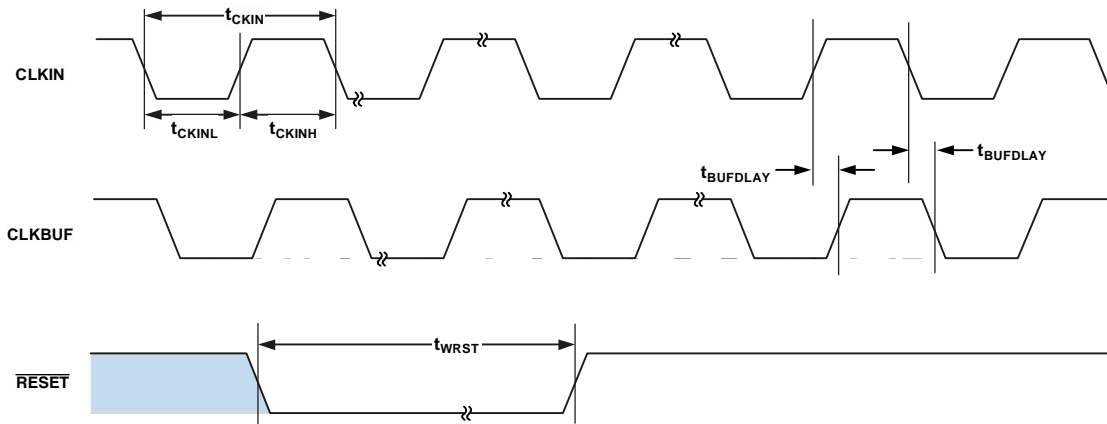 tCKIN
CLKIN
tCKINL
tCKINH
tBUFDLAY
tBUFDLAY
CLKBUF
tWRST
RESET